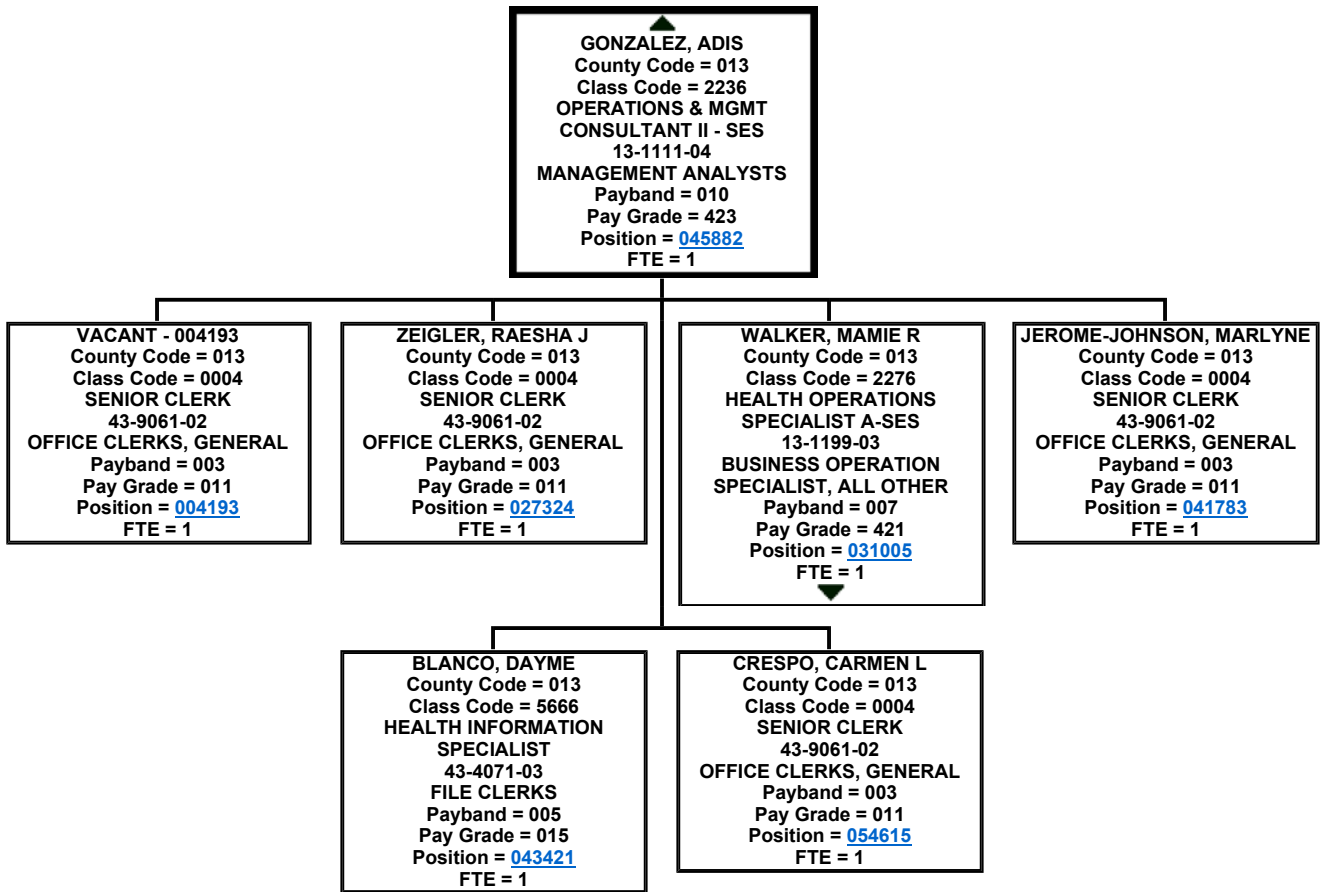 GONZALEZ, ADIS
County Code = 013
Class Code = 2236
OPERATIONS & MGMT
CONSULTANT II - SES
13-1111-04
MANAGEMENT ANALYSTS
Payband = 010
Pay Grade = 423
Position = 045882
FTE = 1
VACANT - 004193
County Code = 013
Class Code = 0004
SENIOR CLERK
43-9061-02
OFFICE CLERKS, GENERAL
Payband = 003
Pay Grade = 011
Position = 004193
FTE = 1
ZEIGLER, RAESHA J
County Code = 013
Class Code = 0004
SENIOR CLERK
43-9061-02
OFFICE CLERKS, GENERAL
Payband = 003
Pay Grade = 011
Position = 027324
FTE = 1
WALKER, MAMIE R
County Code = 013
Class Code = 2276
HEALTH OPERATIONS
SPECIALIST A-SES
13-1199-03
BUSINESS OPERATION
SPECIALIST, ALL OTHER
Payband = 007
Pay Grade = 421
Position = 031005
FTE = 1
JEROME-JOHNSON, MARLYNE
County Code = 013
Class Code = 0004
SENIOR CLERK
43-9061-02
OFFICE CLERKS, GENERAL
Payband = 003
Pay Grade = 011
Position = 041783
FTE = 1
BLANCO, DAYME
County Code = 013
Class Code = 5666
HEALTH INFORMATION
SPECIALIST
43-4071-03
FILE CLERKS
Payband = 005
Pay Grade = 015
Position = 043421
FTE = 1
CRESPO, CARMEN L
County Code = 013
Class Code = 0004
SENIOR CLERK
43-9061-02
OFFICE CLERKS, GENERAL
Payband = 003
Pay Grade = 011
Position = 054615
FTE = 1